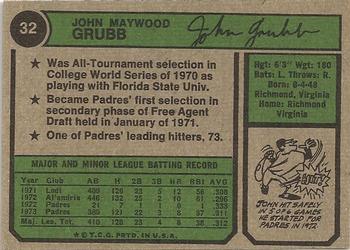 32
JOHN MAYWOOD
GRUBB
John Grubb
Hgt: 6'3" Wgt: 180
Bats: L. Throws: R.
Born: 8-4-48
Richmond, Virginia
Home: Richmond
Virginia
★ Was All-Tournament selection in
College World Series of 1970 as
playing with Florida State Univ.
★ Became Padres' first selection in
secondary phase of Free Agent
Draft held in January of 1971.
★ One of Padres' leading hitters, 73.
MAJOR AND MINOR LEAGUE BATTING RECORD
Year Club AB H 2B 3B HR RBI AVG
1971 Lodi
1972 Al'amdria
1972 Padres
1973 Padres
Maj. Lea. Tot.
★ © T.C.G. PRTD. IN U.S.A.
JOHN HIT SAFELY
IN 5 OF 6 GAMES
HE STARTED FOR
PADRES IN 1972